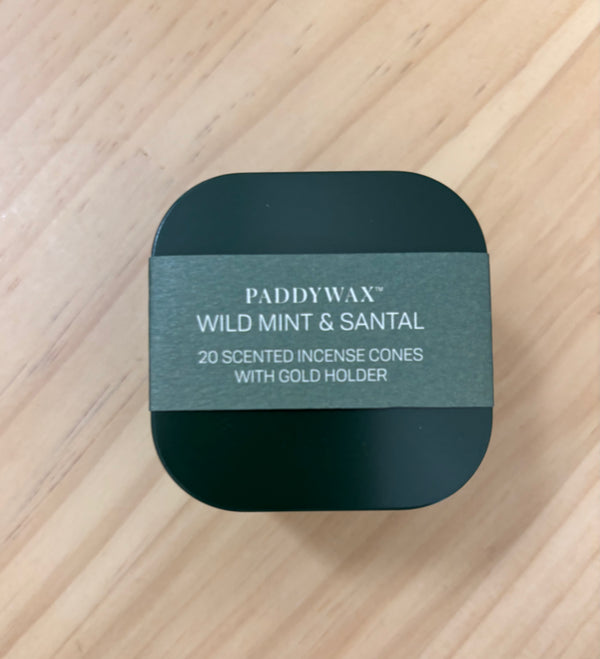 PADDYWAX™
WILD MINT & SANTAL
20 SCENTED INCENSE CONES
WITH GOLD HOLDER